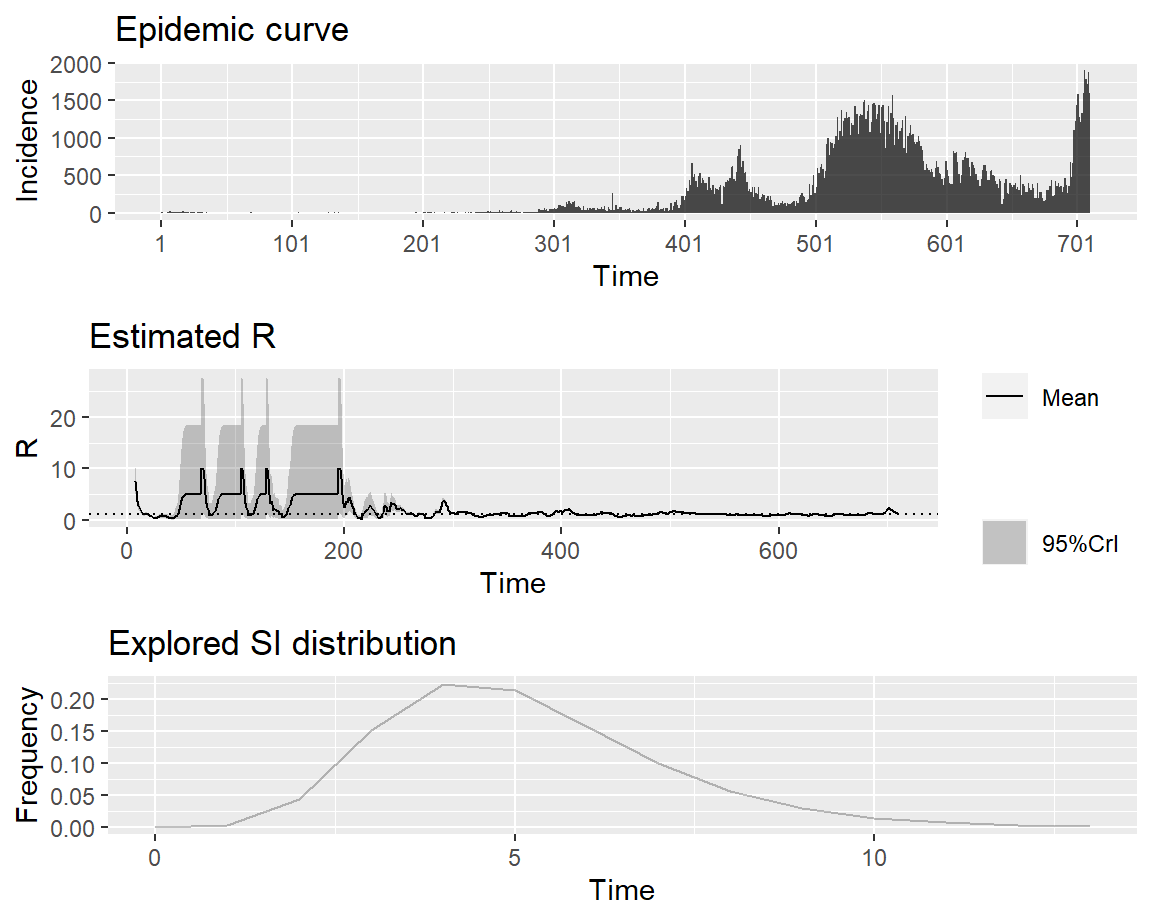 Epidemic curve
Incidence
2000
1500
1000
500
0
1 101 201 301 401 501 601 701
Time
Estimated R
R
20
10
0
0 200 400 600
Time
Mean
95%CrI
Explored SI distribution
Frequency
0.20
0.15
0.10
0.05
0.00
0 5 10
Time